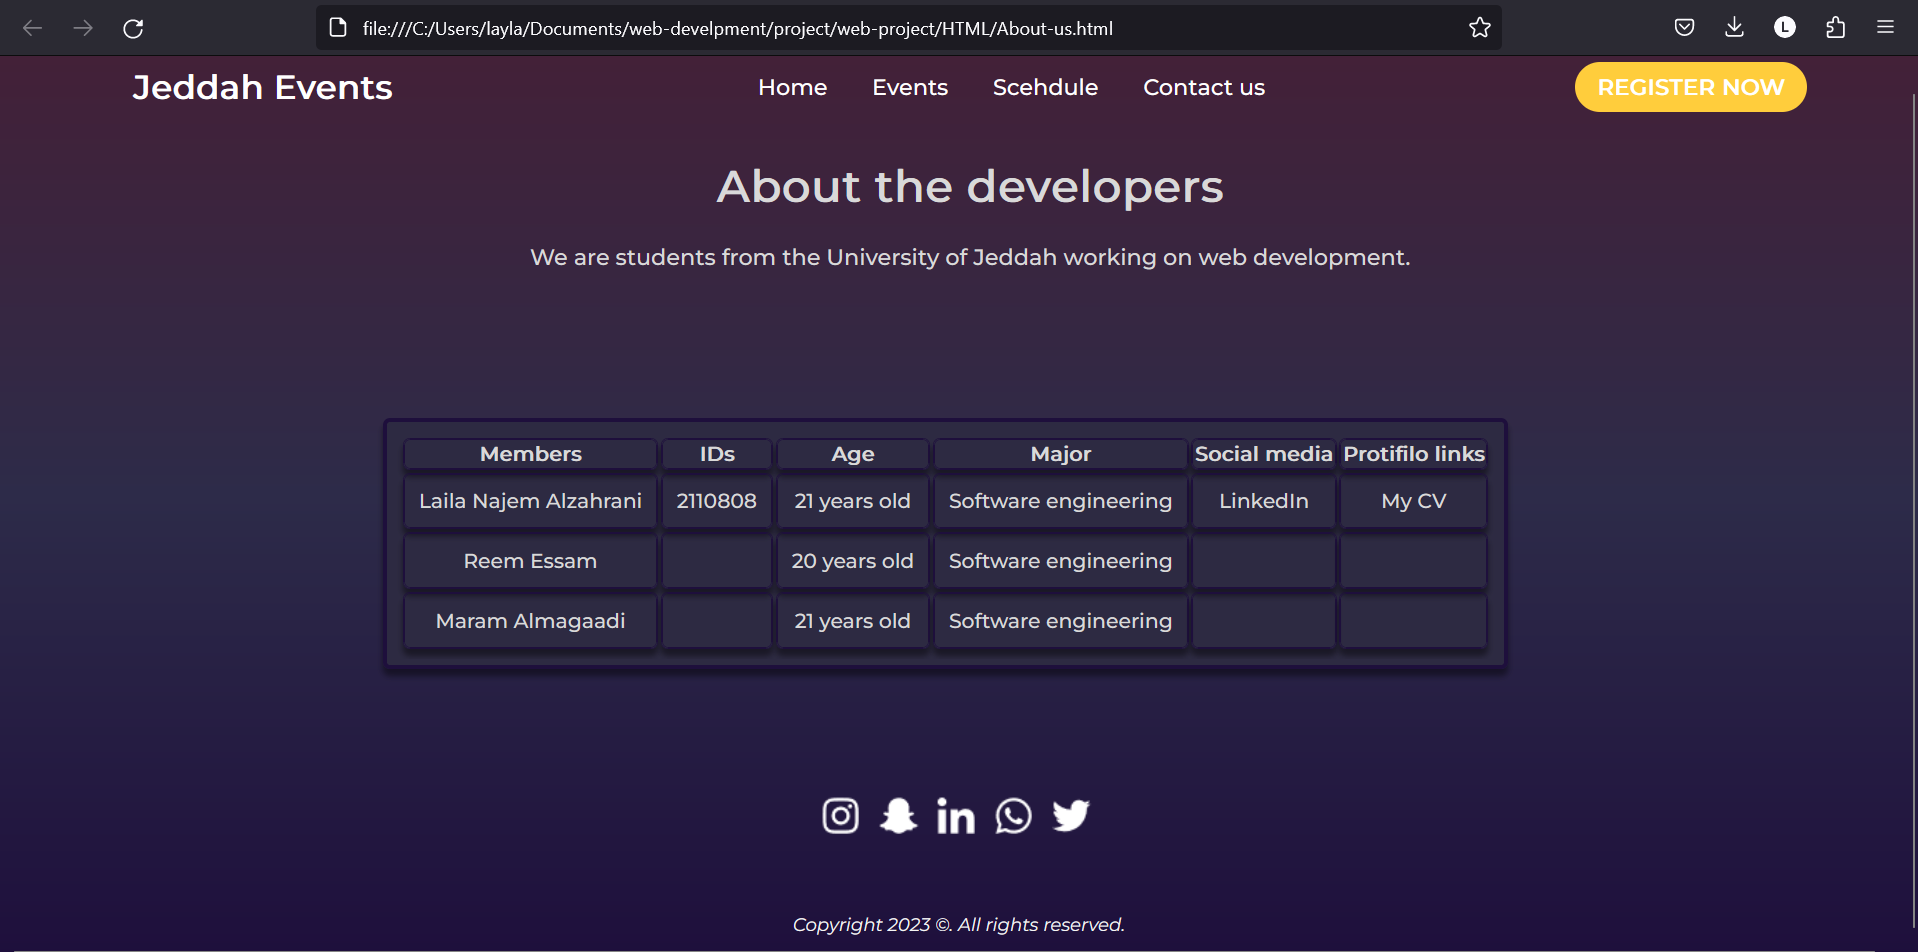 file:///C:/Users/layla/Documents/web-develpment/project/web-project/HTML/About-us.html
L
Jeddah Events Home Events Scehdule Contact us REGISTER NOW
About the developers
We are students from the University of Jeddah working on web development.
Members IDs Age Major Social media Protifilo links
Laila Najem Alzahrani 2110808 21 years old Software engineering LinkedIn My CV
Reem Essam 20 years old Software engineering
Maram Almagaadi 21 years old Software engineering
in
Copyright 2023 ©. All rights reserved.